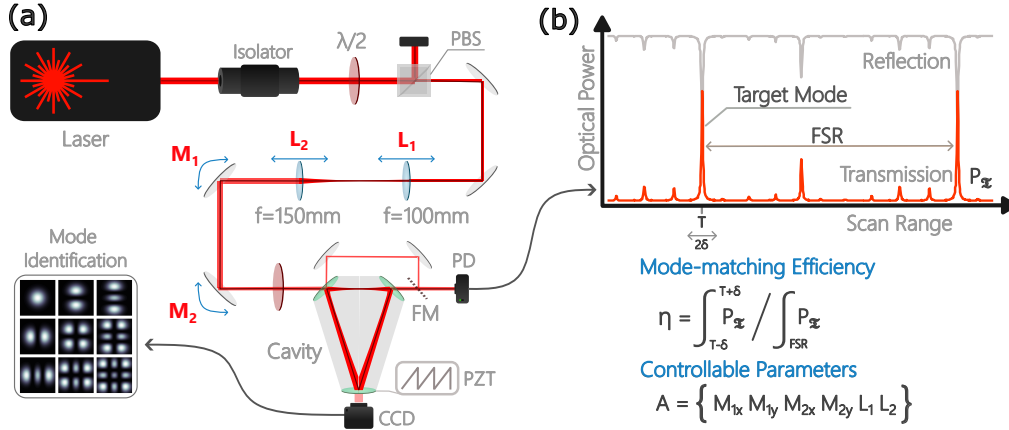 (a)
Laser
Isolator
λ/2
PBS
M₁
L₂
L₁
f=150mm
f=100mm
Mode
Identification
M₂
PD
FM
Cavity
PZT
CCD
(b)
Optical Power
Reflection
Target Mode
FSR
Transmission
P𝔗
T
2δ
Scan Range
Mode-matching Efficiency
η = ∫_{T-δ}^{T+δ} P𝔗 / ∫_{FSR} P𝔗
Controllable Parameters
A = { M₁ₓ M₁y M₂ₓ M₂y L₁ L₂ }